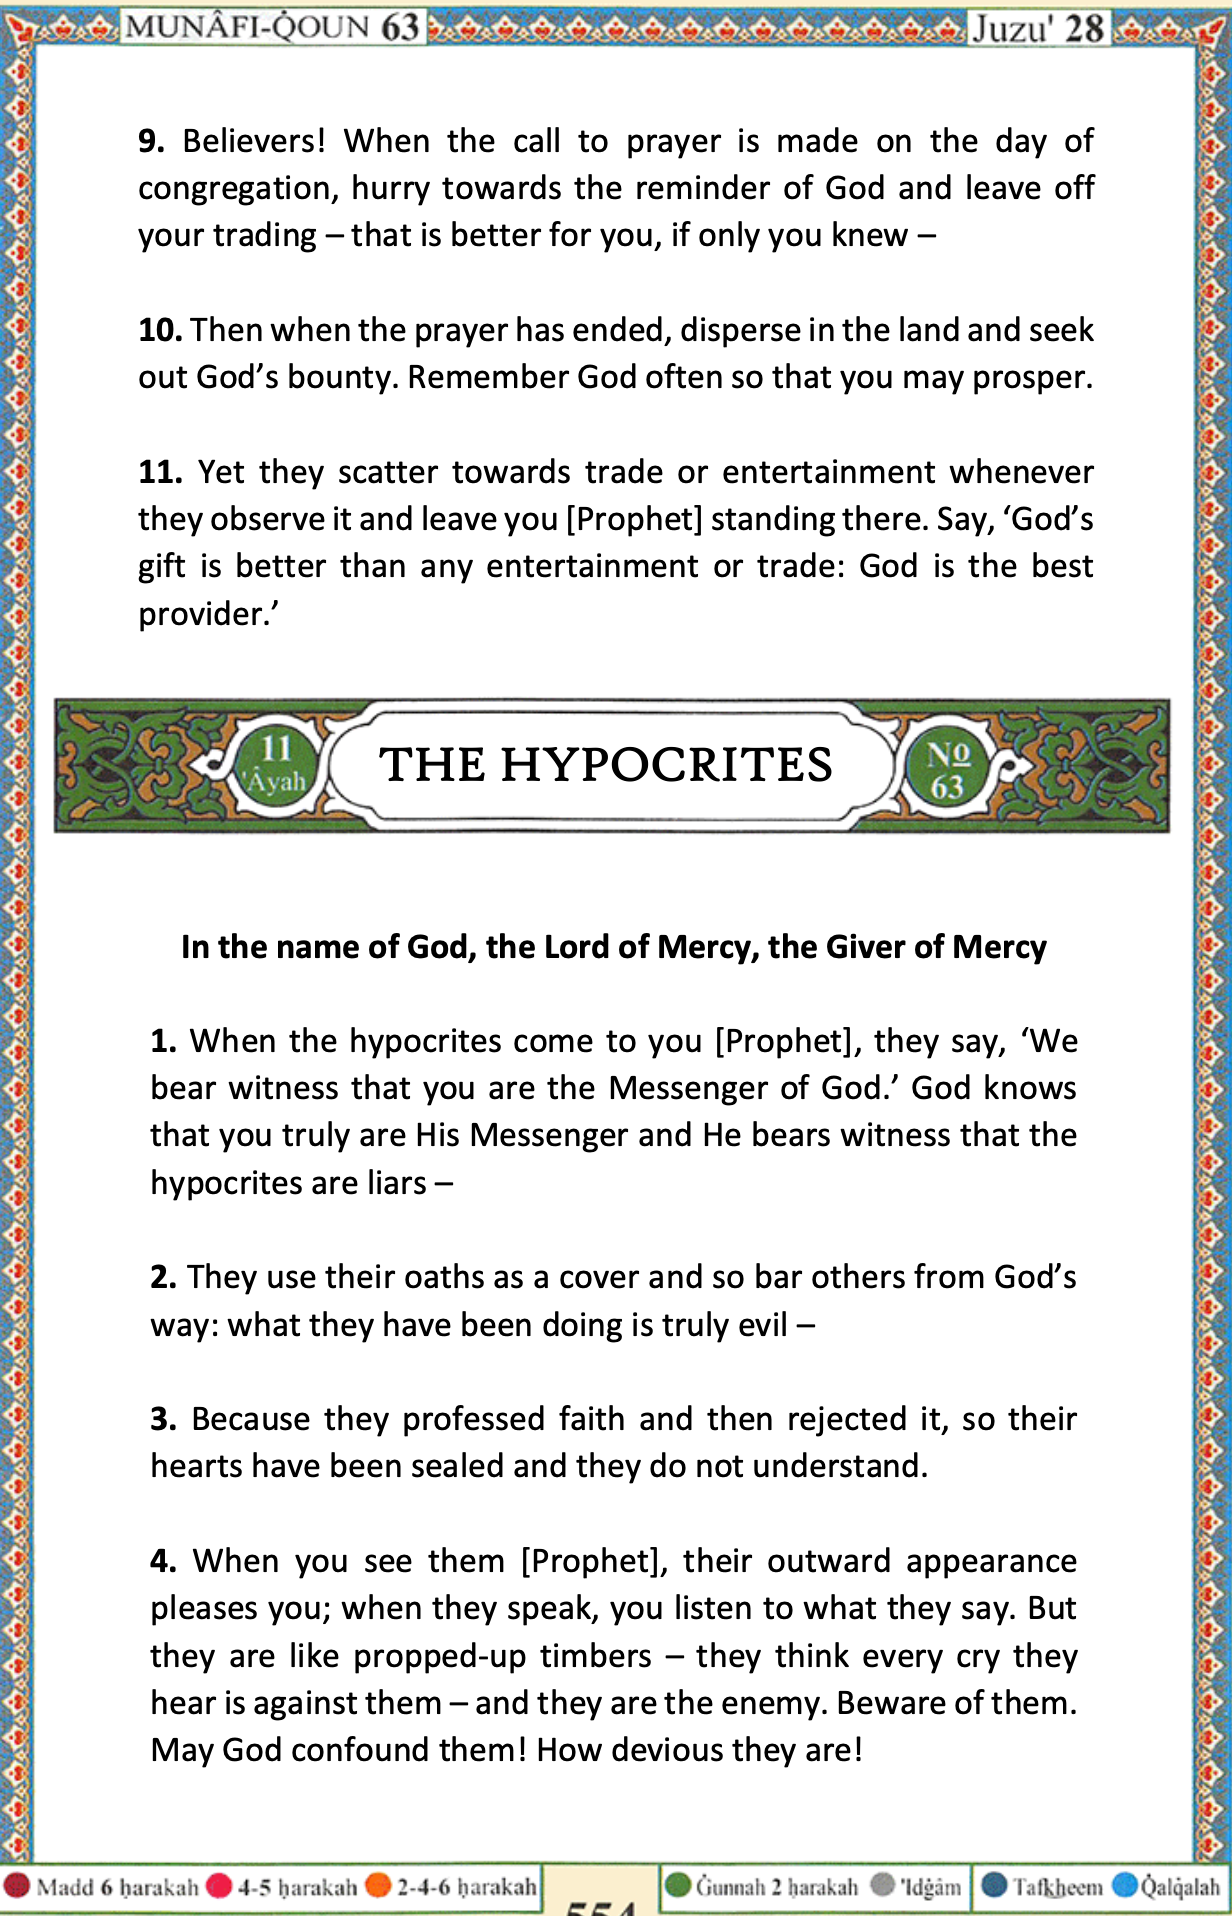 MUNÂFI-Q̇OUN 63
Juzu' 28
9. Believers! When the call to prayer is made on the day of
congregation, hurry towards the reminder of God and leave off
your trading – that is better for you, if only you knew –
10. Then when the prayer has ended, disperse in the land and seek
out God’s bounty. Remember God often so that you may prosper.
11. Yet they scatter towards trade or entertainment whenever
they observe it and leave you [Prophet] standing there. Say, ‘God’s
gift is better than any entertainment or trade: God is the best
provider.’
11
'Âyah
THE HYPOCRITES
No
63
In the name of God, the Lord of Mercy, the Giver of Mercy
1. When the hypocrites come to you [Prophet], they say, ‘We
bear witness that you are the Messenger of God.’ God knows
that you truly are His Messenger and He bears witness that the
hypocrites are liars –
2. They use their oaths as a cover and so bar others from God’s
way: what they have been doing is truly evil –
3. Because they professed faith and then rejected it, so their
hearts have been sealed and they do not understand.
4. When you see them [Prophet], their outward appearance
pleases you; when they speak, you listen to what they say. But
they are like propped-up timbers – they think every cry they
hear is against them – and they are the enemy. Beware of them.
May God confound them! How devious they are!
Madd 6 ḥarakah 4-5 ḥarakah 2-4-6 ḥarakah
554
Ġunnah 2 ḥarakah 'Idġâm Tafkheem Q̇alq̇alah